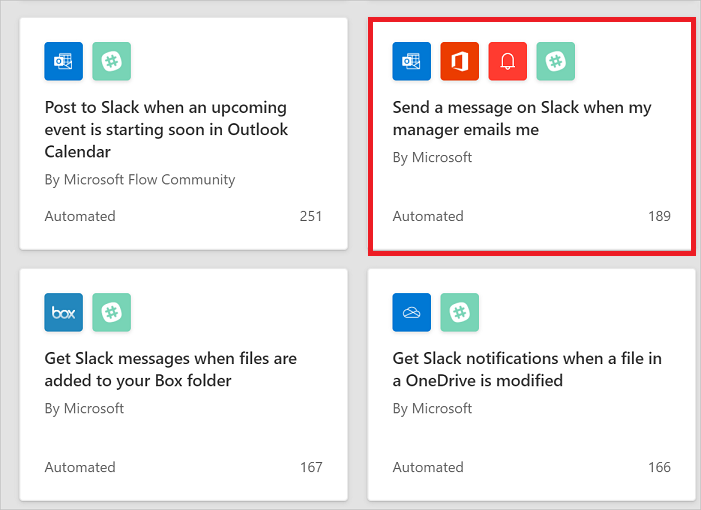 Post to Slack when an upcoming
event is starting soon in Outlook
Calendar
By Microsoft Flow Community
Automated 251
Send a message on Slack when my
manager emails me
By Microsoft
Automated 189
box
Get Slack messages when files are
added to your Box folder
By Microsoft
Automated 167
Get Slack notifications when a file in
a OneDrive is modified
By Microsoft
Automated 166